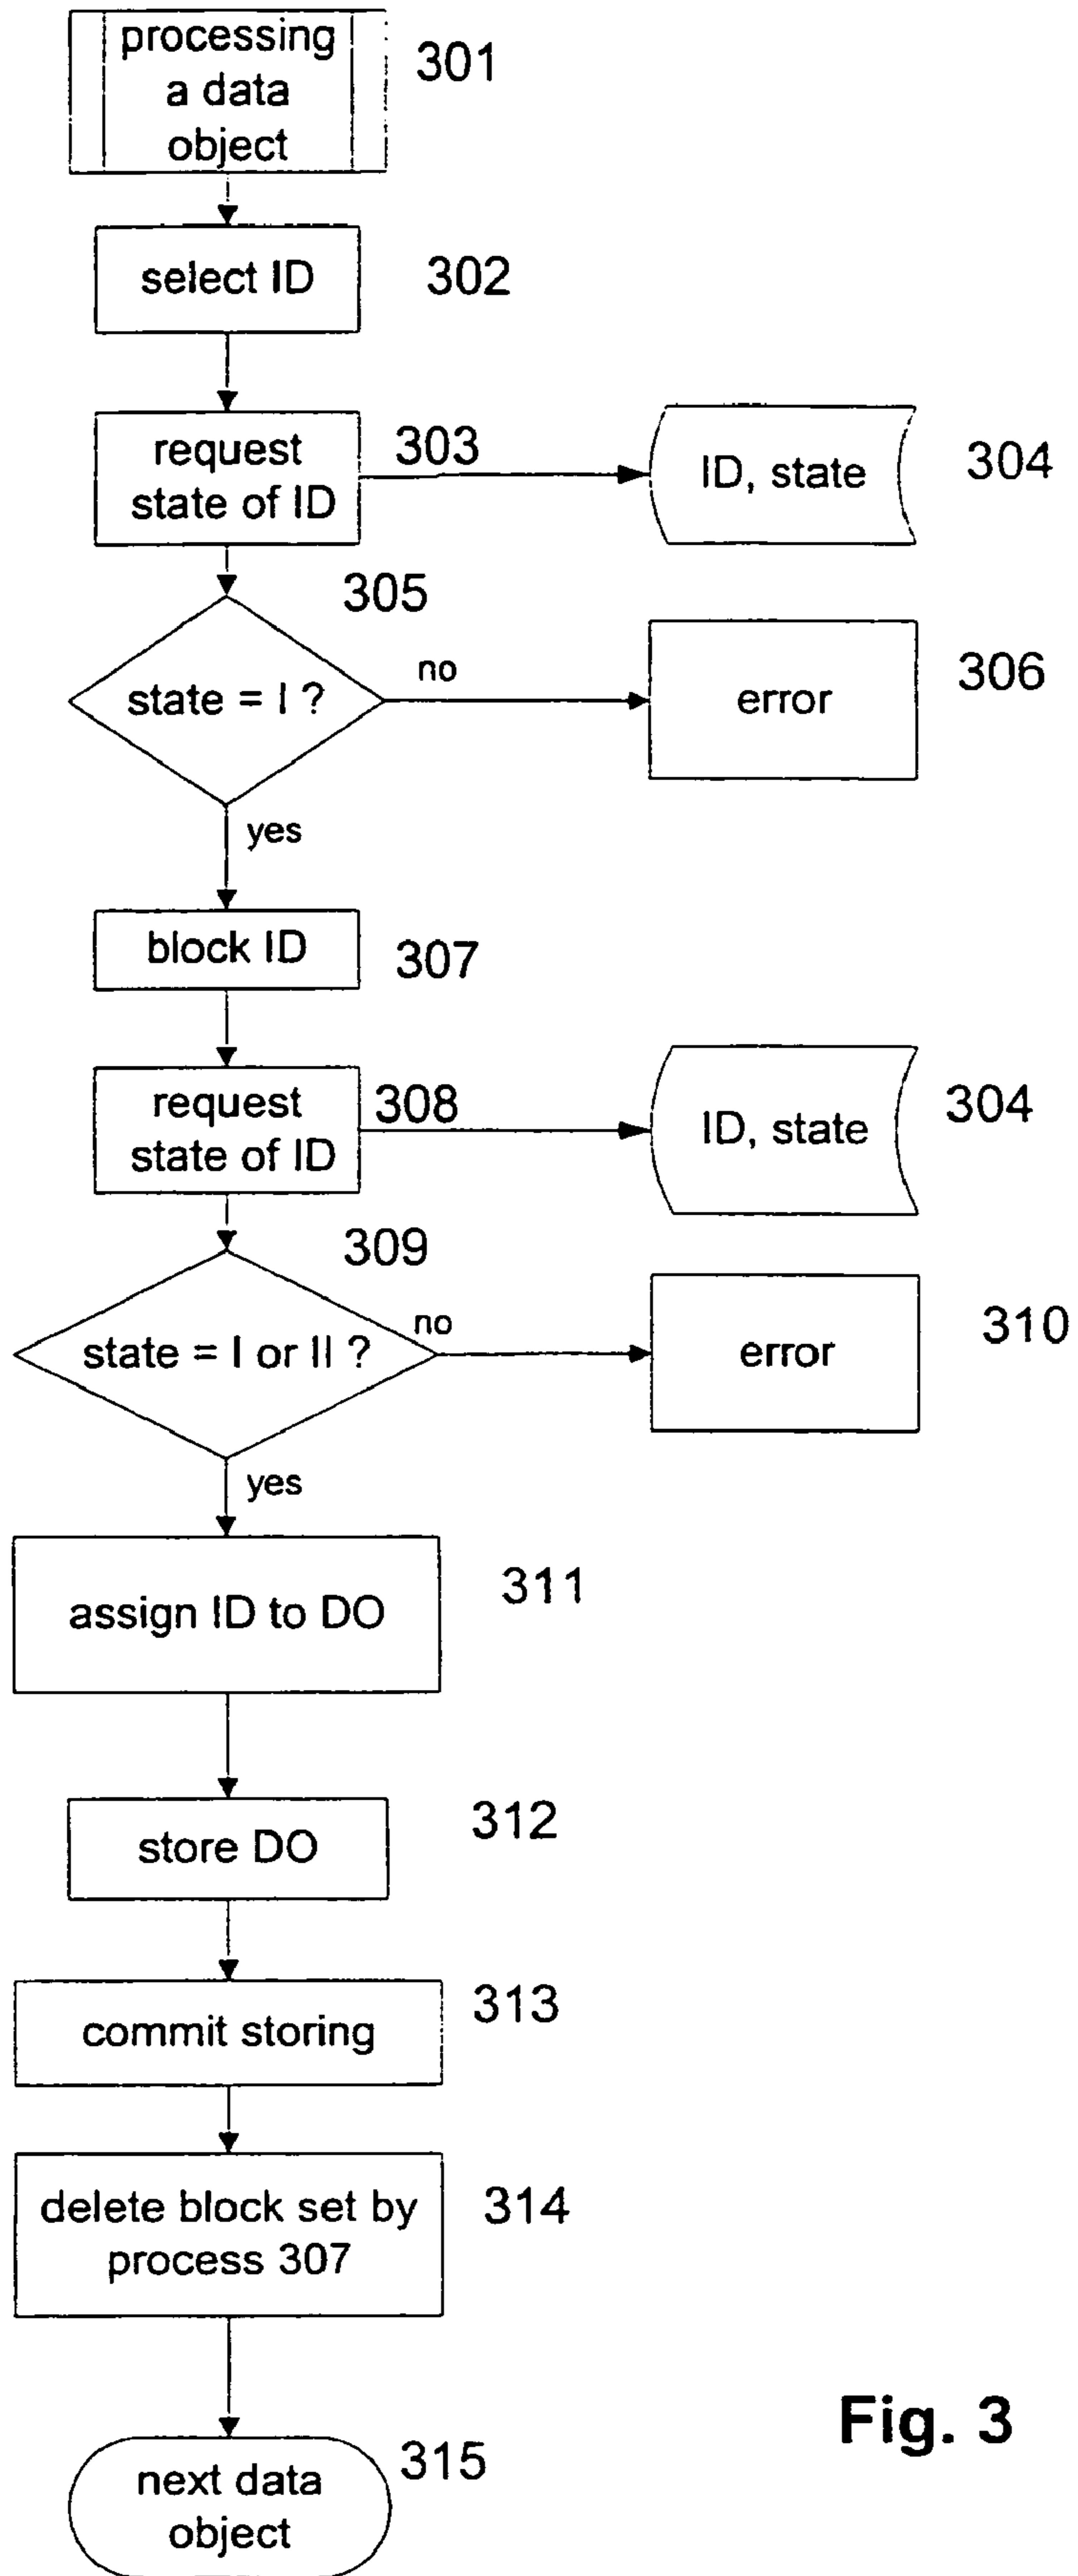 processing
a data
object
301
select ID
302
request
state of ID
303
ID, state
304
305
state = I ?
no
error
306
yes
block ID
307
request
state of ID
308
ID, state
304
309
state = I or II ?
no
error
310
yes
assign ID to DO
311
store DO
312
commit storing
313
delete block set by
process 307
314
next data
object
315
Fig. 3